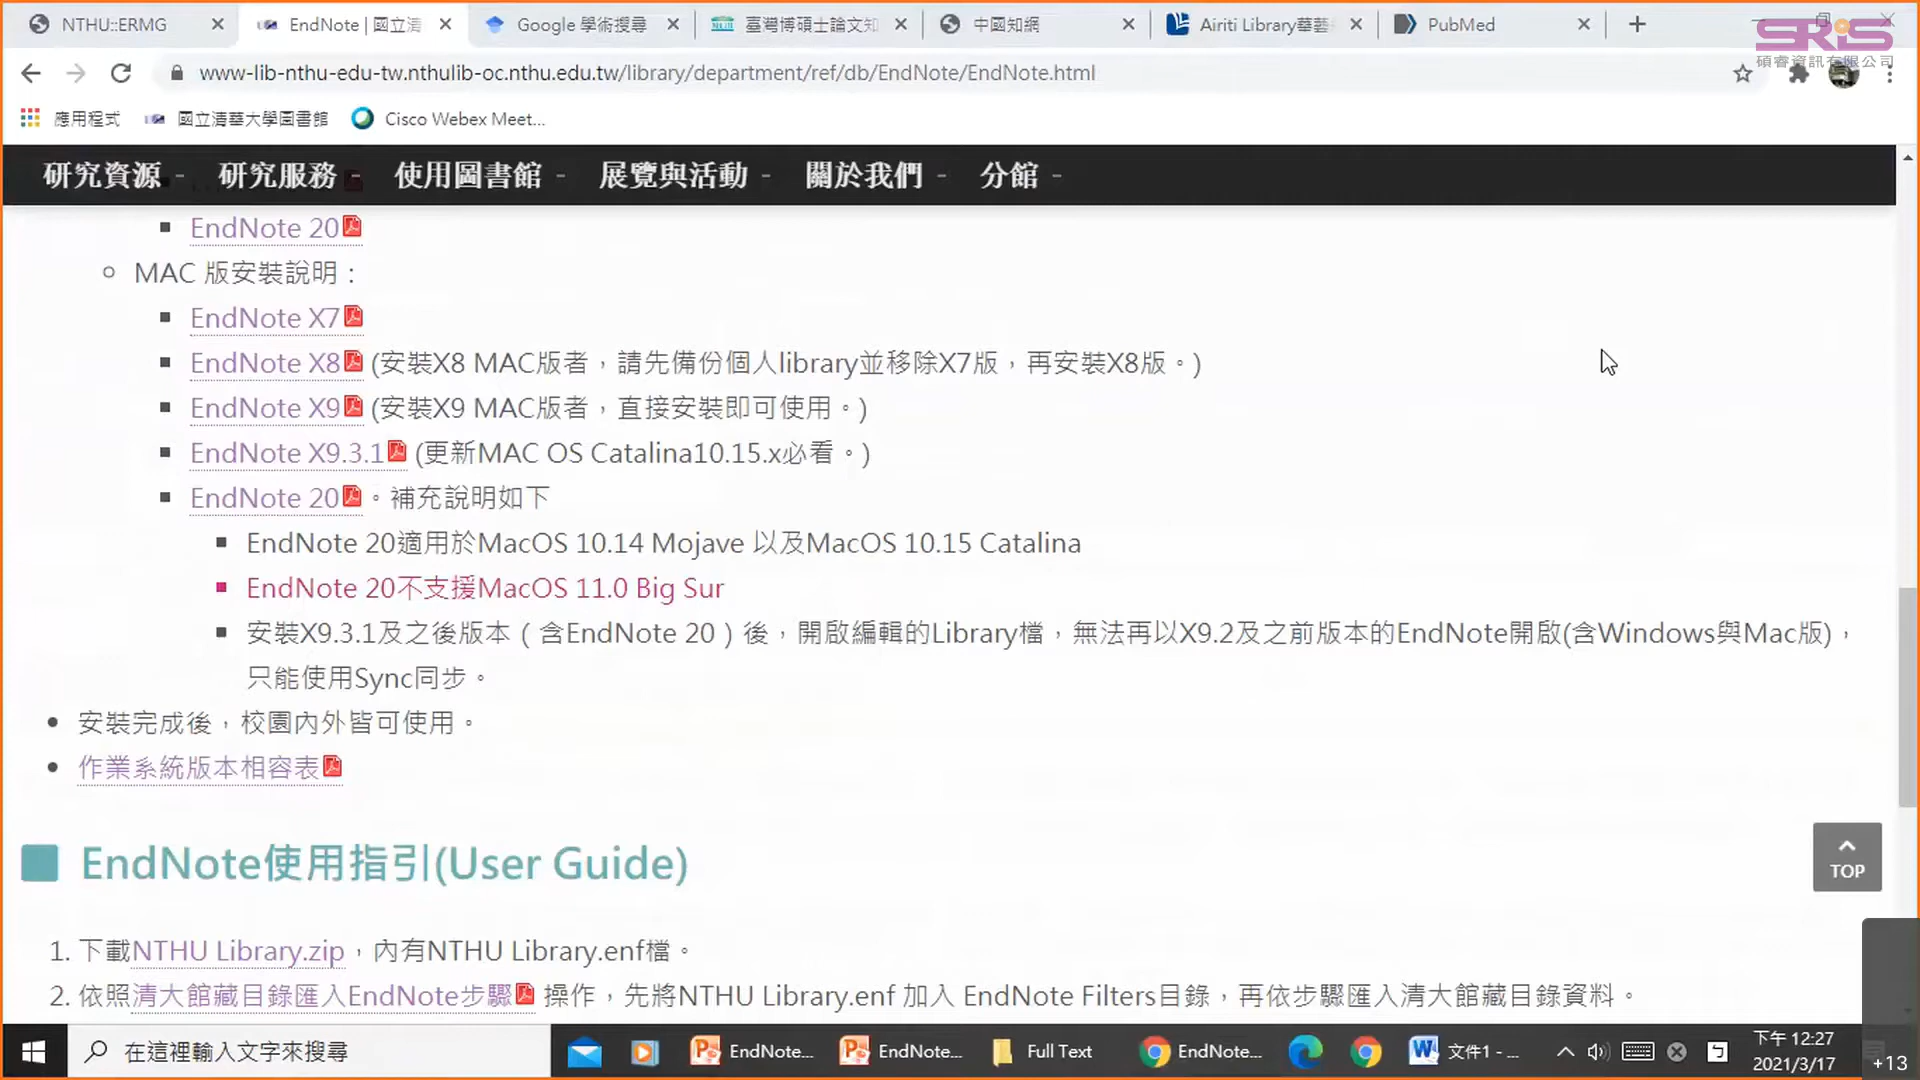 NTHU::ERMG
EndNote | 國立清
Google 學術搜尋
臺灣博碩士論文知
中國知網
Airiti Library華藝
PubMed
SRIS
碩睿資訊有限公司
www-lib-nthu-edu-tw.nthulib-oc.nthu.edu.tw/library/department/ref/db/EndNote/EndNote.html
應用程式
國立清華大學圖書館
Cisco Webex Meet...
研究資源 - 研究服務 - 使用圖書館 - 展覽與活動 - 關於我們 - 分館 -
EndNote 20
MAC 版安裝說明：
EndNote X7
EndNote X8 (安裝X8 MAC版者，請先備份個人library並移除X7版，再安裝X8版。)
EndNote X9 (安裝X9 MAC版者，直接安裝即可使用。)
EndNote X9.3.1 (更新MAC OS Catalina10.15.x必看。)
EndNote 20 。補充說明如下
EndNote 20適用於MacOS 10.14 Mojave 以及MacOS 10.15 Catalina
EndNote 20不支援MacOS 11.0 Big Sur
安裝X9.3.1及之後版本（含EndNote 20）後，開啟編輯的Library檔，無法再以X9.2及之前版本的EndNote開啟(含Windows與Mac版)，
只能使用Sync同步。
安裝完成後，校園內外皆可使用。
作業系統版本相容表
TOP
EndNote使用指引(User Guide)
1. 下載NTHU Library.zip，內有NTHU Library.enf檔。
2. 依照清大館藏目錄匯入EndNote步驟 操作，先將NTHU Library.enf 加入 EndNote Filters目錄，再依步驟匯入清大館藏目錄資料。
在這裡輸入文字來搜尋
EndNote...
EndNote...
Full Text
EndNote...
文件1 - ...
ㄅ
下午 12:27
2021/3/17
+13